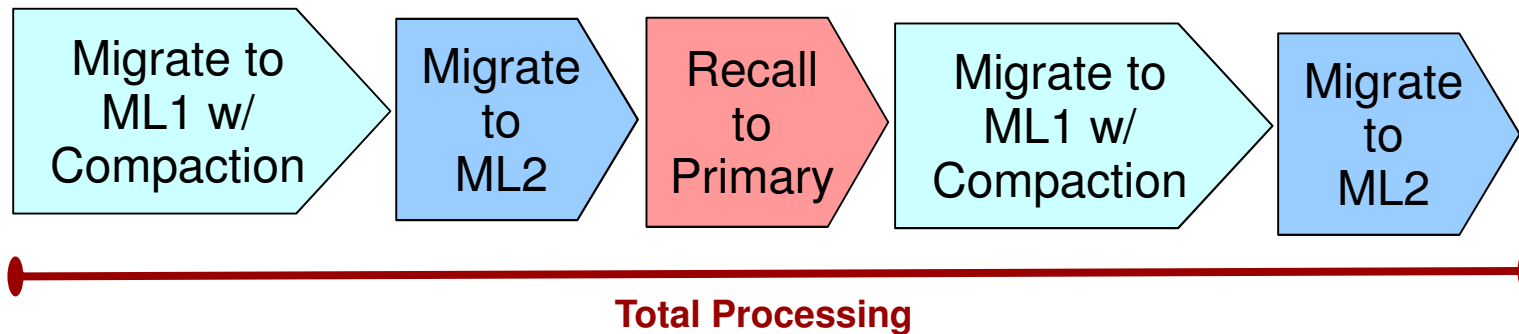 Migrate to
ML1 w/
Compaction
Migrate
to
ML2
Recall
to
Primary
Migrate to
ML1 w/
Compaction
Migrate
to
ML2
Total Processing